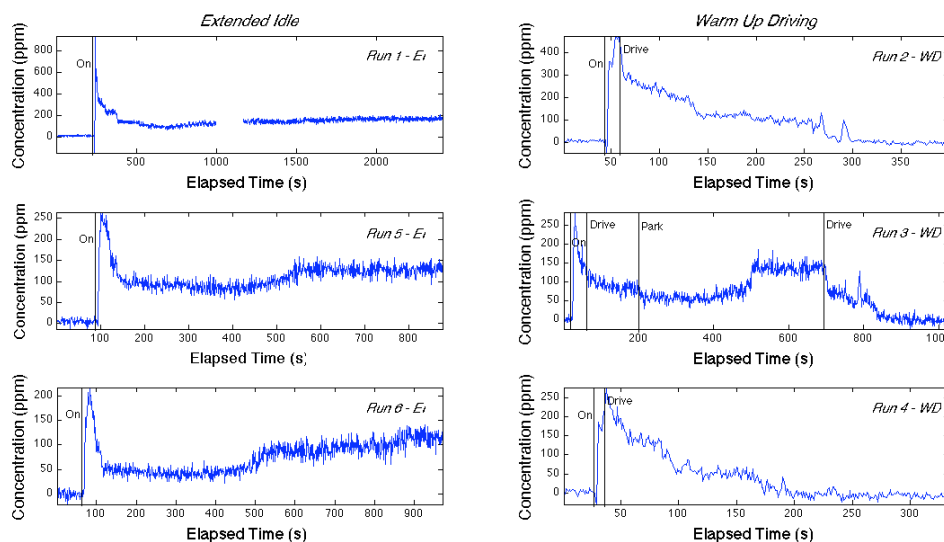 Extended Idle
Warm Up Driving
Concentration (ppm)
800
600
400
200
0
On
Run 1 - EI
500
1000
1500
2000
Elapsed Time (s)
Concentration (ppm)
400
300
200
100
0
On
Drive
Run 2 - WD
50
100
150
200
250
300
350
Elapsed Time (s)
Concentration (ppm
250
200
150
100
50
0
On
Run 5 - EI
100
200
300
400
500
600
700
800
Elapsed Time (s)
Concentration (ppm)
250
200
150
100
50
0
On
Drive
Park
Drive
Run 3 - WD
200
400
600
800
100
Elapsed Time (s)
Concentration (ppm)
200
150
100
50
0
On
Run 6 - EI
100
200
300
400
500
600
700
800
900
Elapsed Time (s)
Concentration (ppm)
250
200
150
100
50
0
On
Drive
Run 4 - WD
50
100
150
200
250
300
Elapsed Time (s)